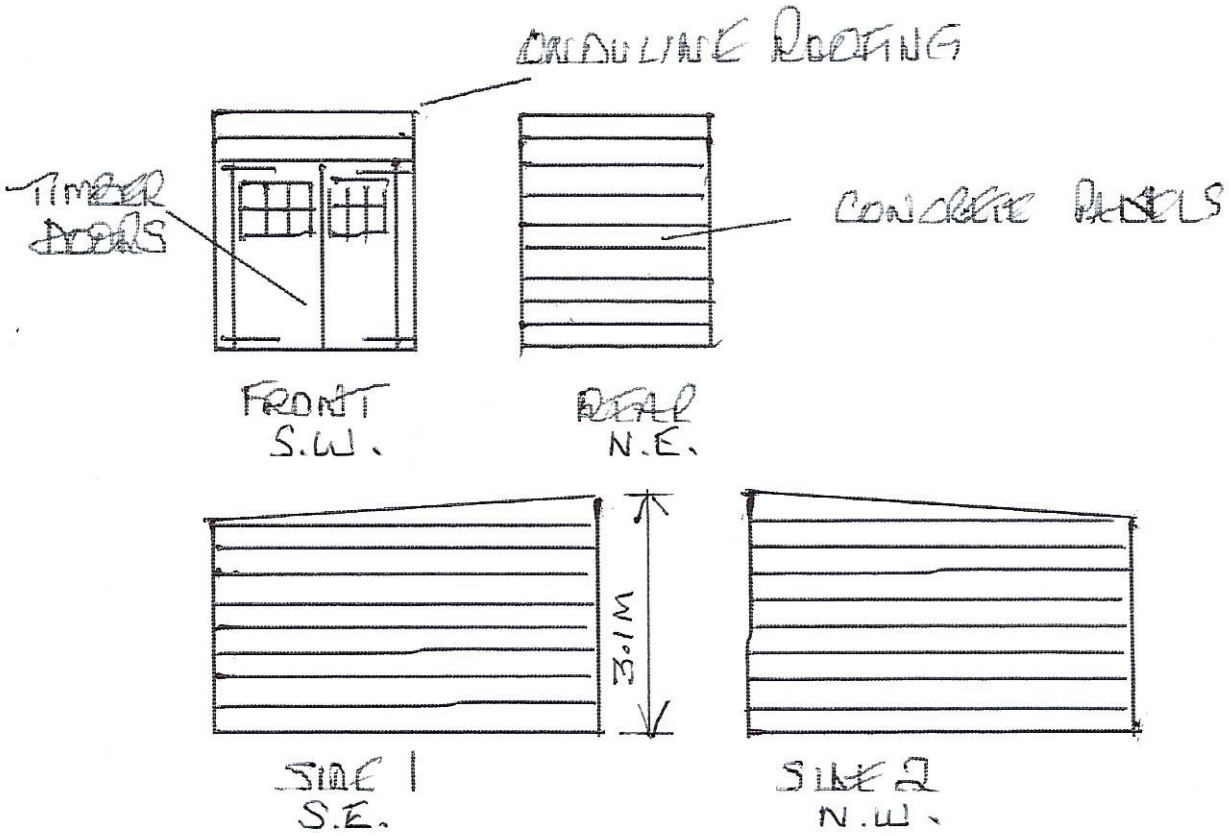 ONDULINE ROOFING
TIMBER
DOORS
CONCRETE PANELS
FRONT
S.W.
REAR
N.E.
3.1M
SIDE 1
S.E.
SIDE 2
N.W.